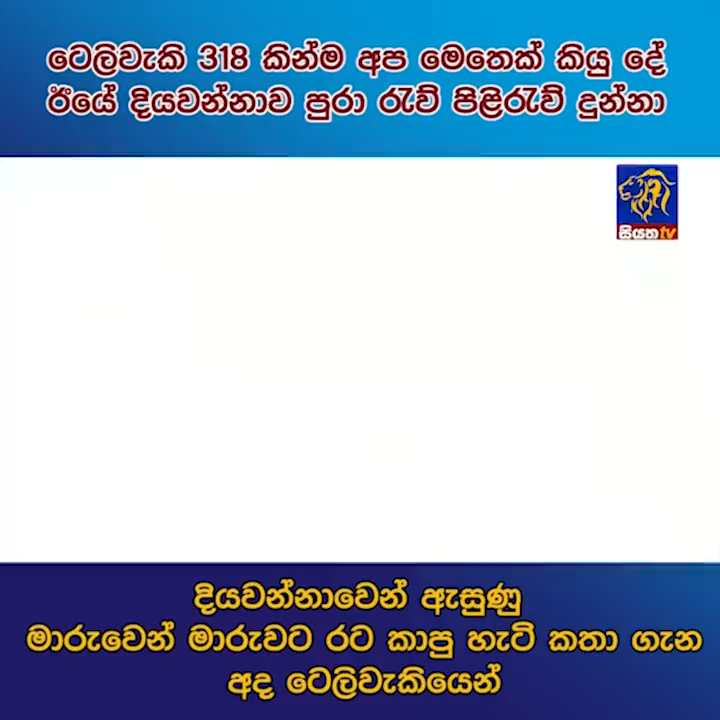 ටෙලිවැකි 318 කින්ම අප මෙතෙක් කියු දේ
ඊයේ දියවන්නාව පුරා රැව් පිළිරැව් දුන්නා
සියත tv
දියවන්නාවෙන් ඇසුණු
මාරුවෙන් මාරුවට රට කාපු හැටි කතා ගැන
අද ටෙලිවැකියෙන්